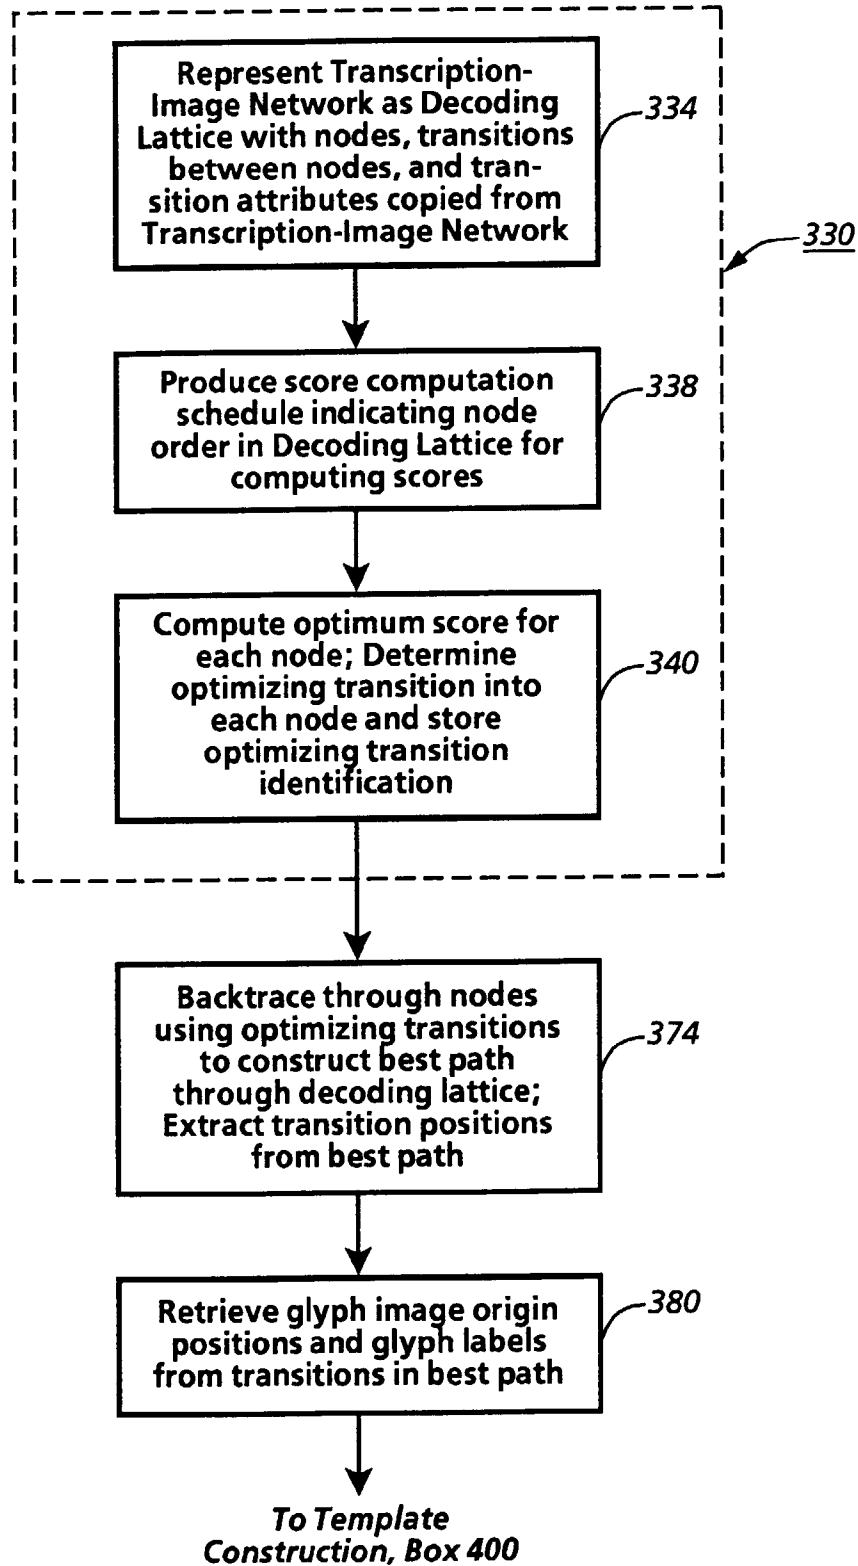 Represent Transcription-
Image Network as Decoding
Lattice with nodes, transitions
between nodes, and tran-
sition attributes copied from
Transcription-Image Network
334
330
Produce score computation
schedule indicating node
order in Decoding Lattice for
computing scores
338
Compute optimum score for
each node; Determine
optimizing transition into
each node and store
optimizing transition
identification
340
Backtrace through nodes
using optimizing transitions
to construct best path
through decoding lattice;
Extract transition positions
from best path
374
Retrieve glyph image origin
positions and glyph labels
from transitions in best path
380
To Template
Construction, Box 400